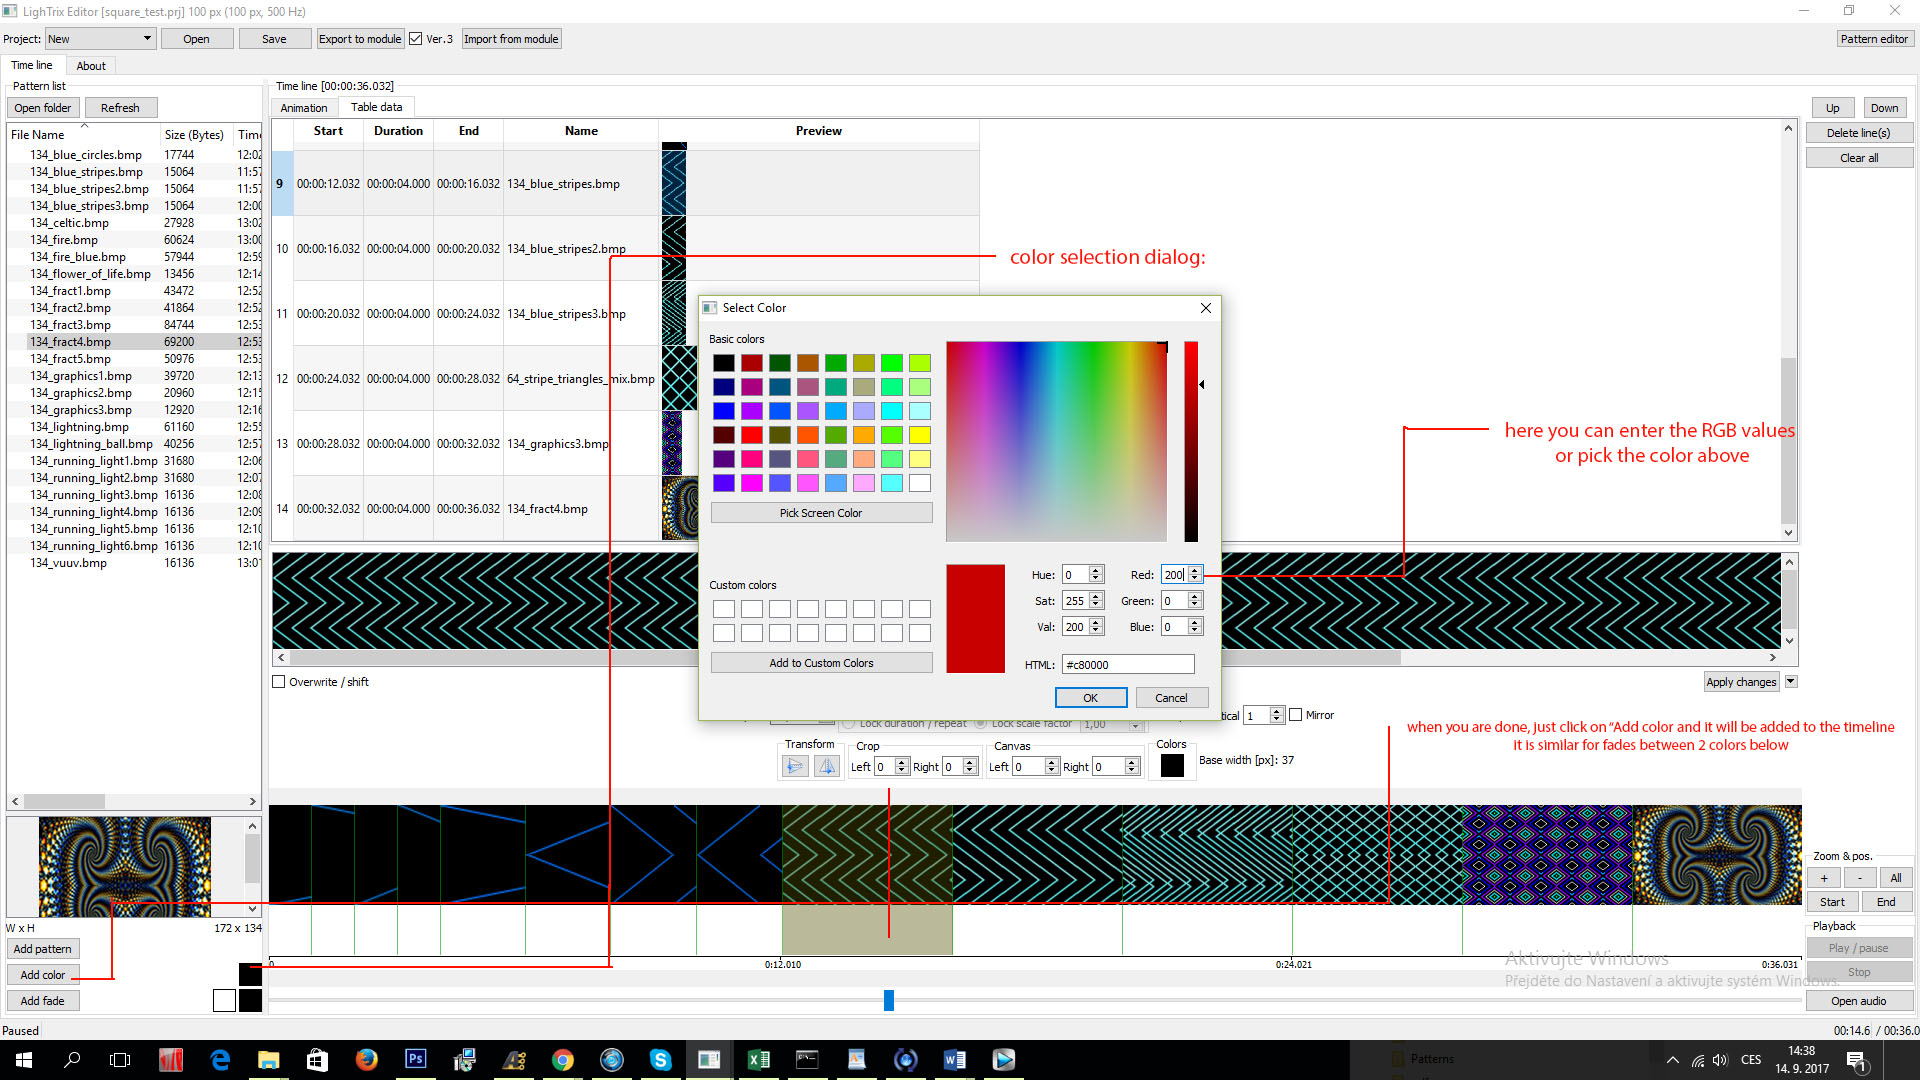 LighTrix Editor [square_test.prj] 100 px (100 px, 500 Hz)
Project: New Open Save Export to module Ver.3 Import from module Pattern editor
Time line About
Pattern list
Open folder Refresh
File Name Size (Bytes) Time
134_blue_circles.bmp 17744 12:02
134_blue_stripes.bmp 15064 11:57
134_blue_stripes2.bmp 15064 11:57
134_blue_stripes3.bmp 15064 12:00
134_celtic.bmp 27928 13:02
134_fire.bmp 60624 13:00
134_fire_blue.bmp 57944 12:59
134_flower_of_life.bmp 13456 12:14
134_fract1.bmp 43472 12:52
134_fract2.bmp 41864 12:52
134_fract3.bmp 84744 12:53
134_fract4.bmp 69200 12:53
134_fract5.bmp 50976 12:53
134_graphics1.bmp 39720 12:13
134_graphics2.bmp 20960 12:15
134_graphics3.bmp 12920 12:16
134_lightning.bmp 61160 12:55
134_lightning_ball.bmp 40256 12:57
134_running_light1.bmp 31680 12:06
134_running_light2.bmp 31680 12:07
134_running_light3.bmp 16136 12:08
134_running_light4.bmp 16136 12:09
134_running_light5.bmp 16136 12:10
134_running_light6.bmp 16136 12:10
134_vuuv.bmp 16136 13:01
Time line [00:00:36.032]
Animation Table data
Start Duration End Name Preview
9 00:00:12.032 00:00:04.000 00:00:16.032 134_blue_stripes.bmp
10 00:00:16.032 00:00:04.000 00:00:20.032 134_blue_stripes2.bmp
11 00:00:20.032 00:00:04.000 00:00:24.032 134_blue_stripes3.bmp
12 00:00:24.032 00:00:04.000 00:00:28.032 64_stripe_triangles_mix.bmp
13 00:00:28.032 00:00:04.000 00:00:32.032 134_graphics3.bmp
14 00:00:32.032 00:00:04.000 00:00:36.032 134_fract4.bmp
Up Down
Delete line(s)
Clear all
color selection dialog:
Select Color
Basic colors
Pick Screen Color
Custom colors
Add to Custom Colors
Hue: 0 Red: 200
Sat: 255 Green: 0
Val: 200 Blue: 0
HTML: #c80000
OK Cancel
here you can enter the RGB values
or pick the color above
Overwrite / shift
Apply changes
Lock duration / repeat Lock scale factor 1,00 tical 1 Mirror
when you are done, just click on "Add color and it will be added to the timeline
it is similar for fades between 2 colors below
Transform Crop Canvas Colors
Left 0 Right 0 Left 0 Right 0 Base width [px]: 37
W x H 172 x 134
Add pattern
Add color
Add fade
0 0:12.010 0:24.021 0:36.031
Zoom & pos.
+ - All
Start End
Playback
Play / pause
Stop
Open audio
Aktivujte Windows
Přejděte do Nastavení a aktivujte systém Windows.
Paused 00:14.6 / 00:36.0
Patterns
CES
14:38
14. 9. 2017
1